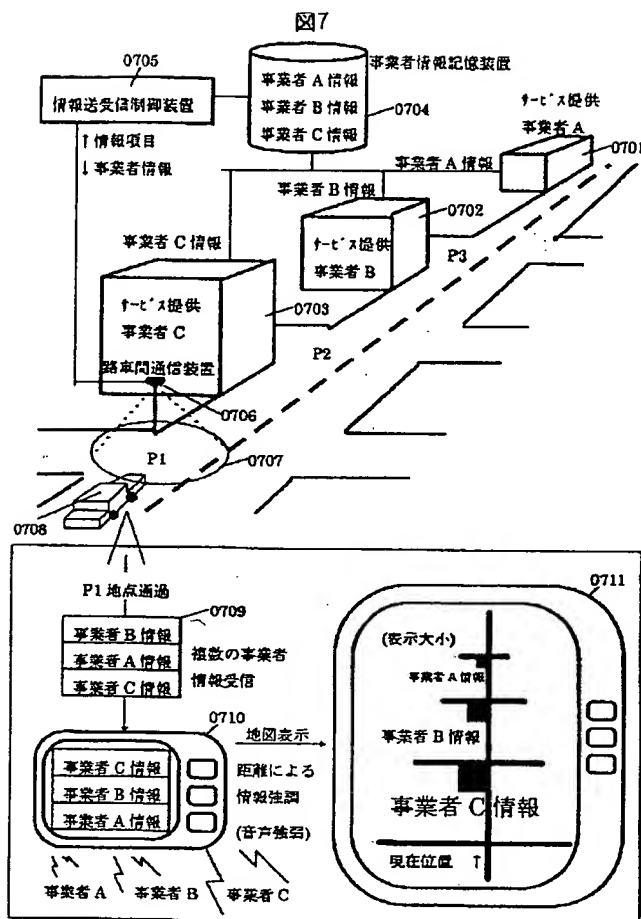 図7
0705
事業者情報記憶装置
情報送受信制御装置
事業者A情報
事業者B情報
事業者C情報
0704
サービス提供
事業者A
0701
↑情報項目
↓事業者情報
事業者A情報
事業者B情報
0702
事業者C情報
サービス提供
事業者B
P3
サービス提供
事業者C
0703
P2
路車間通信装置
0706
P1
0707
0708
P1地点通過
0709
事業者B情報
事業者A情報
事業者C情報
複数の事業者
情報受信
0710
地図表示
事業者C情報
事業者B情報
事業者A情報
距離による
情報強調
(音声強弱)
事業者A
事業者B
事業者C
0711
(表示大小)
事業者A情報
事業者B情報
事業者C情報
現在位置 ↑